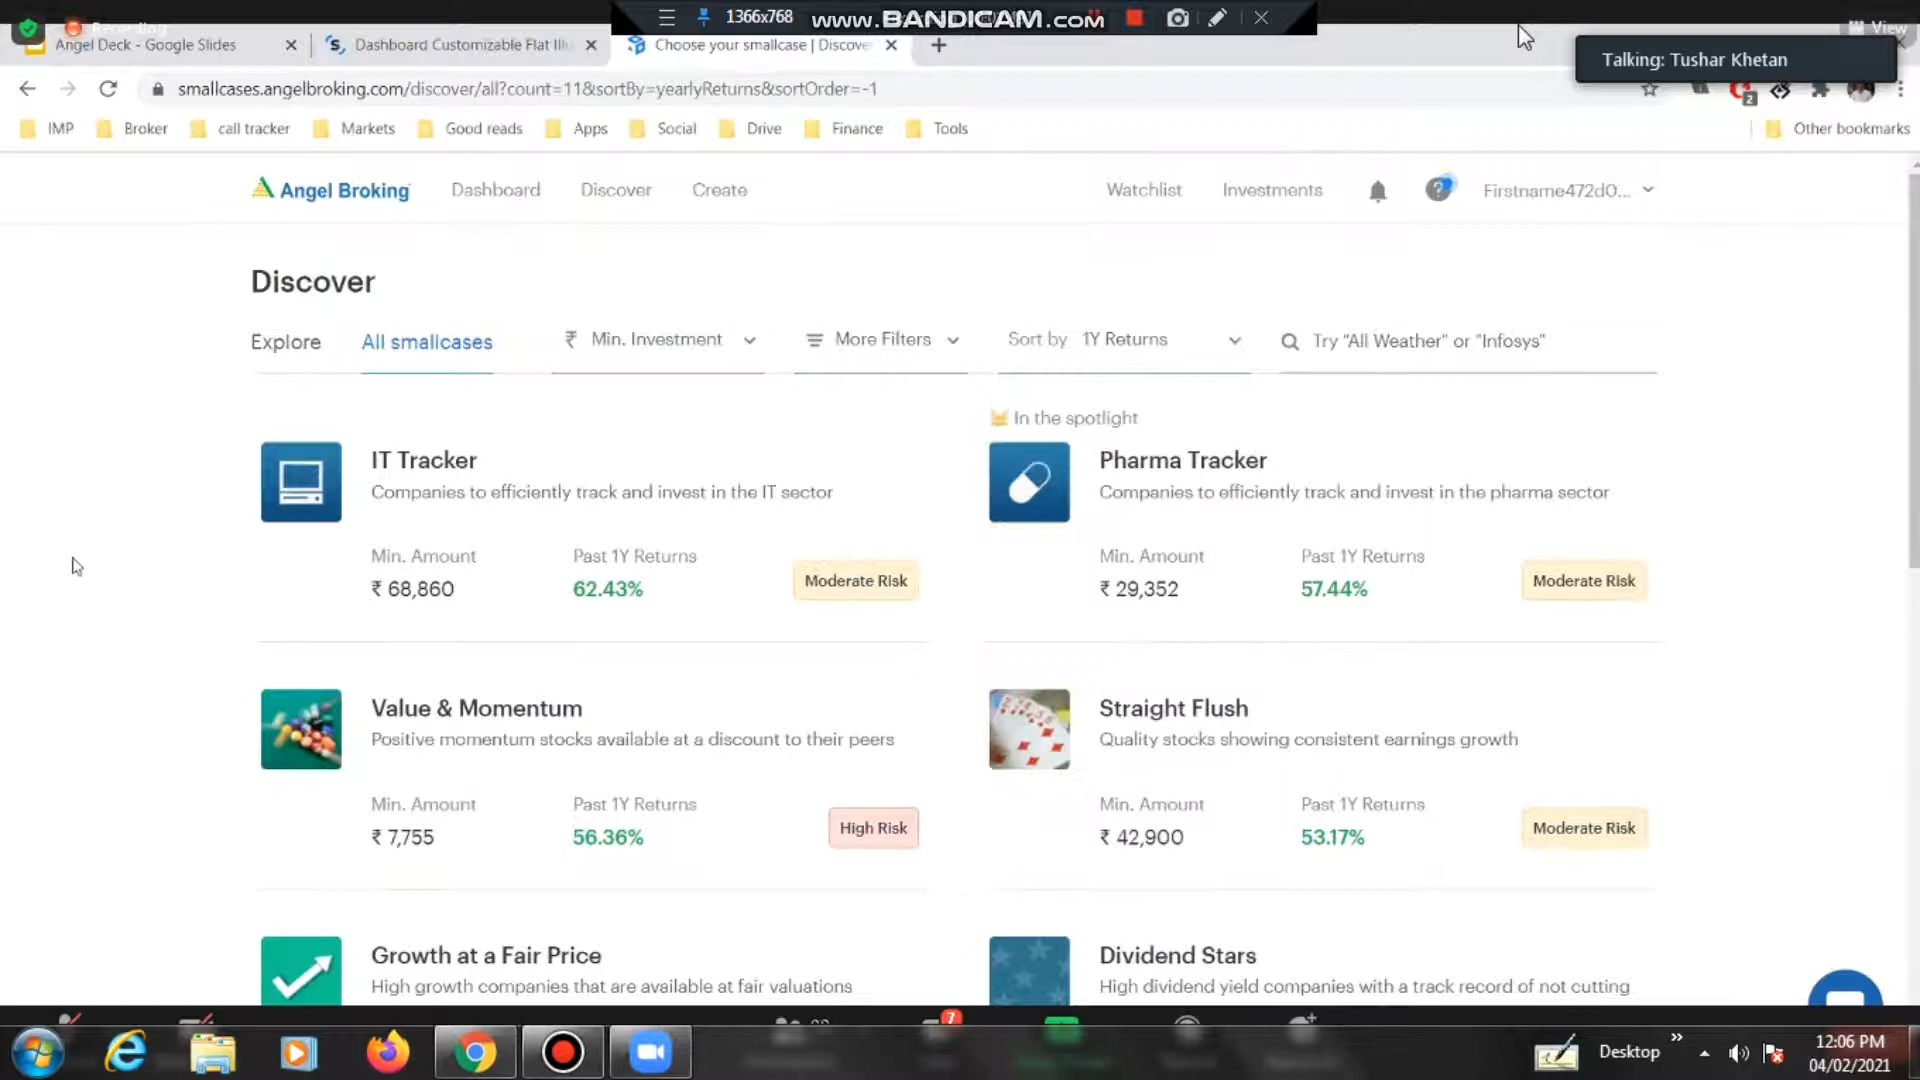 1366x768
www.BANDICAM.com
Recording
View
Angel Deck - Google Slides
Dashboard Customizable Flat Ill
Choose your smallcase | Discove
Talking: Tushar Khetan
smallcases.angelbroking.com/discover/all?count=11&sortBy=yearlyReturns&sortOrder=-1
2
IMP
Broker
call tracker
Markets
Good reads
Apps
Social
Drive
Finance
Tools
Other bookmarks
Angel Broking
Dashboard
Discover
Create
Watchlist
Investments
Firstname472d0...
Discover
Explore
All smallcases
₹ Min. Investment
More Filters
Sort by 1Y Returns
Try "All Weather" or "Infosys"
In the spotlight
IT Tracker
Companies to efficiently track and invest in the IT sector
Min. Amount
₹ 68,860
Past 1Y Returns
62.43%
Moderate Risk
Pharma Tracker
Companies to efficiently track and invest in the pharma sector
Min. Amount
₹ 29,352
Past 1Y Returns
57.44%
Moderate Risk
Value & Momentum
Positive momentum stocks available at a discount to their peers
Min. Amount
₹ 7,755
Past 1Y Returns
56.36%
High Risk
Straight Flush
Quality stocks showing consistent earnings growth
Min. Amount
₹ 42,900
Past 1Y Returns
53.17%
Moderate Risk
Growth at a Fair Price
High growth companies that are available at fair valuations
Dividend Stars
High dividend yield companies with a track record of not cutting
7
Desktop
12:06 PM
04/02/2021